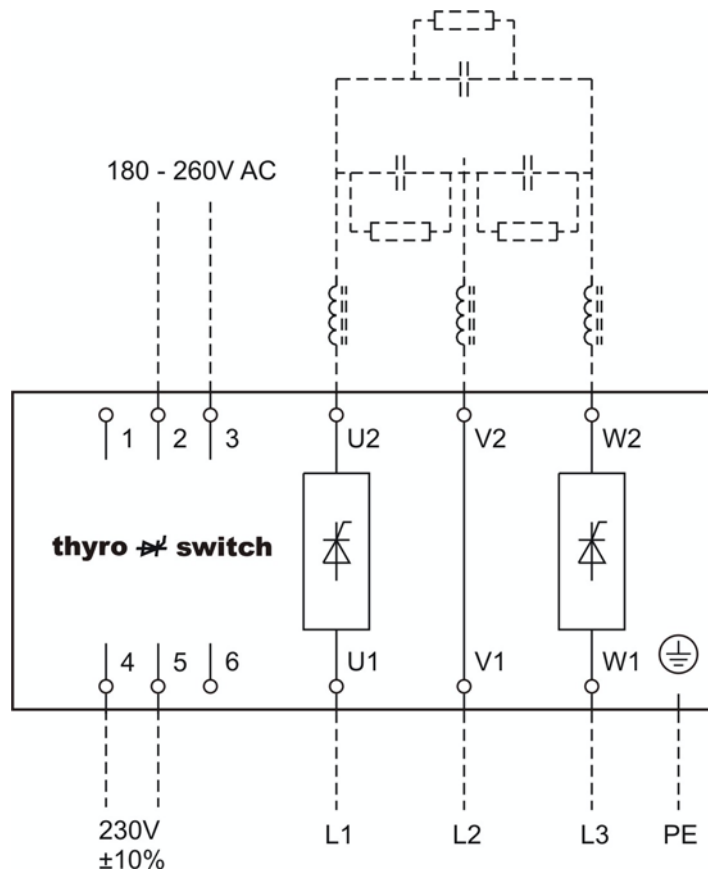 180 - 260V AC
1 2 3 U2 V2 W2
thyro switch
4 5 6 U1 V1 W1
230V
±10%
L1 L2 L3 PE